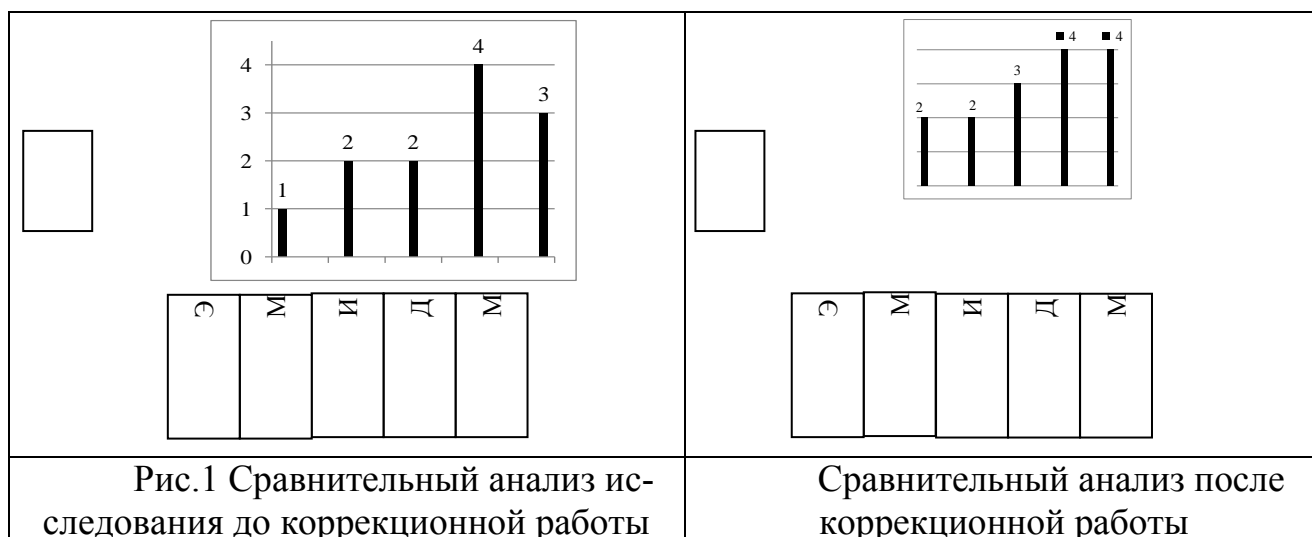 4
3
2
1
0
1
2
2
4
3
Э
М
И
Д
М
2
2
3
4
4
Э
М
И
Д
М
Рис.1 Сравнительный анализ ис-
следования до коррекционной работы
Сравнительный анализ после
коррекционной работы